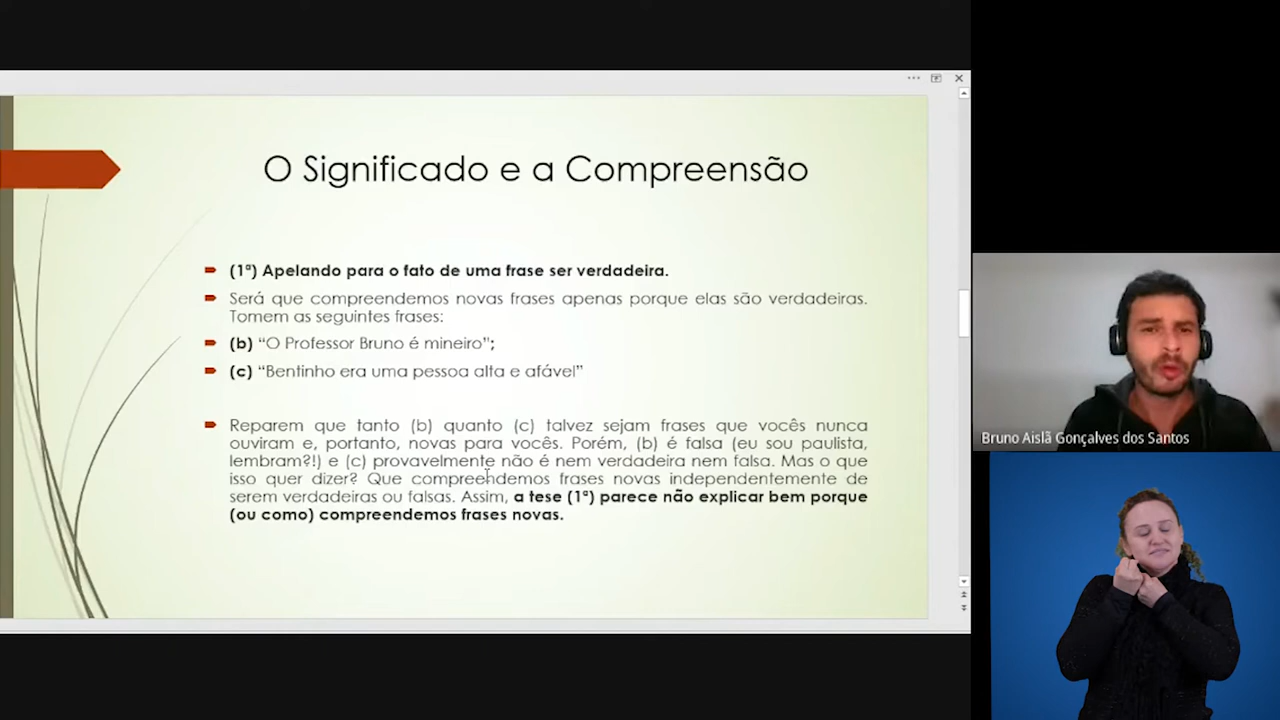 O Significado e a Compreensão
(1ª) Apelando para o fato de uma frase ser verdadeira.
Será que compreendemos novas frases apenas porque elas são verdadeiras.
Tomem as seguintes frases:
(b) “O Professor Bruno é mineiro”;
(c) “Bentinho era uma pessoa alta e afável”
Reparem que tanto (b) quanto (c) talvez sejam frases que vocês nunca
ouviram e, portanto, novas para vocês. Porém, (b) é falsa (eu sou paulista,
lembram?!) e (c) provavelmente não é nem verdadeira nem falsa. Mas o que
isso quer dizer? Que compreendemos frases novas independentemente de
serem verdadeiras ou falsas. Assim, a tese (1ª) parece não explicar bem porque
(ou como) compreendemos frases novas.
Bruno Aislã Gonçalves dos Santos